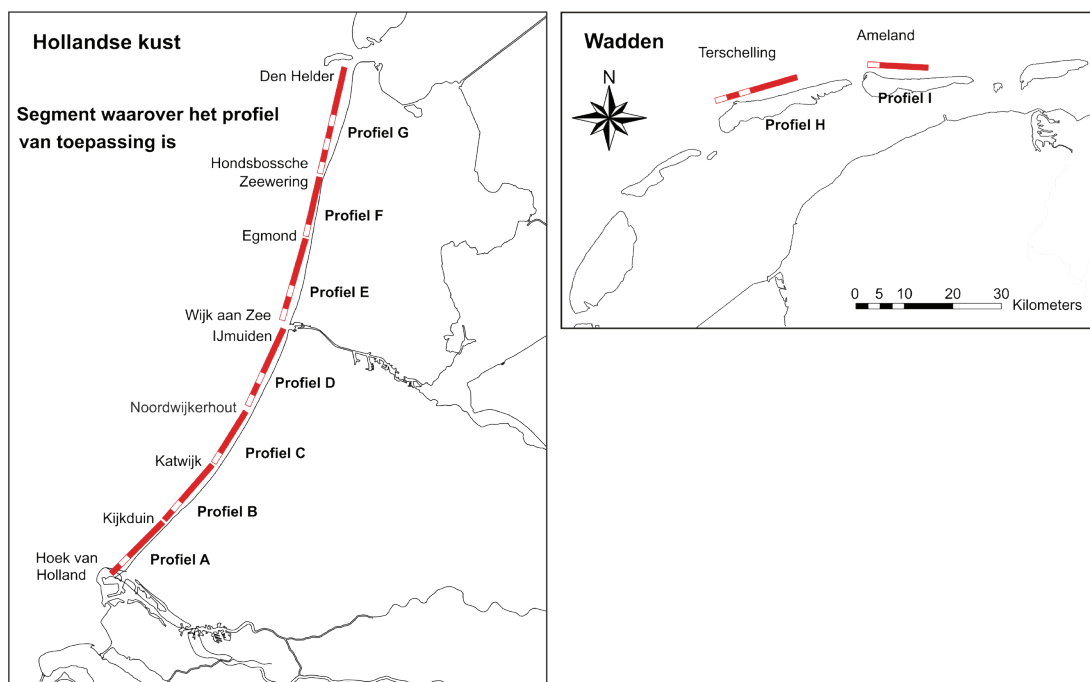 Hollandse kust
Den Helder
Segment waarover het profiel
van toepassing is
Profiel G
Hondsbossche
Zeewering
Profiel F
Egmond
Profiel E
Wijk aan Zee
IJmuiden
Profiel D
Noordwijkerhout
Profiel C
Katwijk
Profiel B
Kijkduin
Profiel A
Hoek van
Holland
Wadden
Ameland
Terschelling
N
Profiel I
Profiel H
0 5 10 20 30 Kilometers